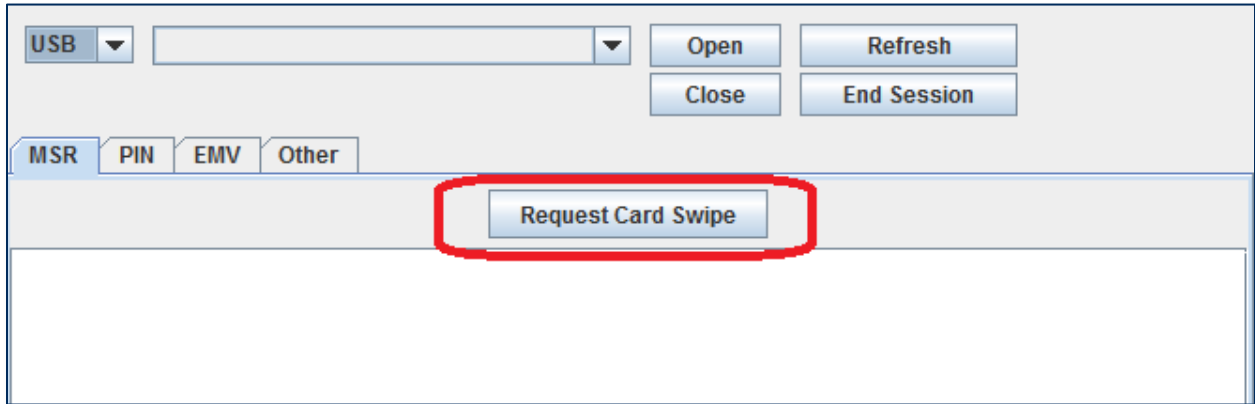 USB Open Refresh
Close End Session
MSR PIN EMV Other
Request Card Swipe